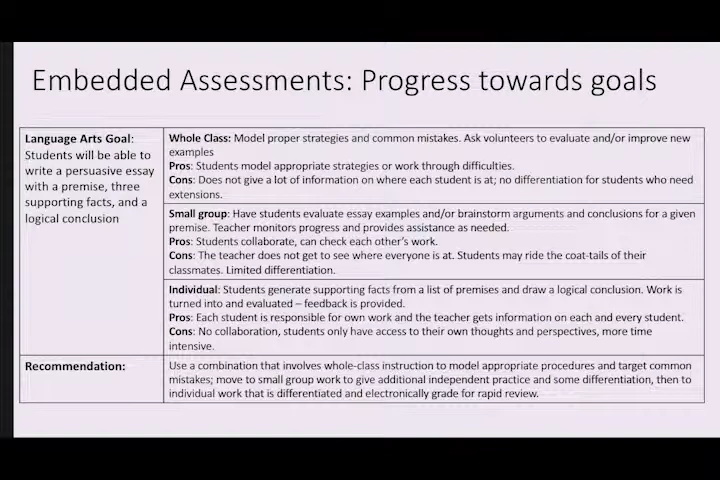 Embedded Assessments: Progress towards goals
Language Arts Goal:
Students will be able to
write a persuasive essay
with a premise, three
supporting facts, and a
logical conclusion
Whole Class: Model proper strategies and common mistakes. Ask volunteers to evaluate and/or improve new
examples
Pros: Students model appropriate strategies or work through difficulties.
Cons: Does not give a lot of information on where each student is at; no differentiation for students who need
extensions.
Small group: Have students evaluate essay examples and/or brainstorm arguments and conclusions for a given
premise. Teacher monitors progress and provides assistance as needed.
Pros: Students collaborate, can check each other's work.
Cons: The teacher does not get to see where everyone is at. Students may ride the coat-tails of their
classmates. Limited differentiation.
Individual: Students generate supporting facts from a list of premises and draw a logical conclusion. Work is
turned into and evaluated – feedback is provided.
Pros: Each student is responsible for own work and the teacher gets information on each and every student.
Cons: No collaboration, students only have access to their own thoughts and perspectives, more time
intensive.
Recommendation:
Use a combination that involves whole-class instruction to model appropriate procedures and target common
mistakes; move to small group work to give additional independent practice and some differentiation, then to
individual work that is differentiated and electronically grade for rapid review.